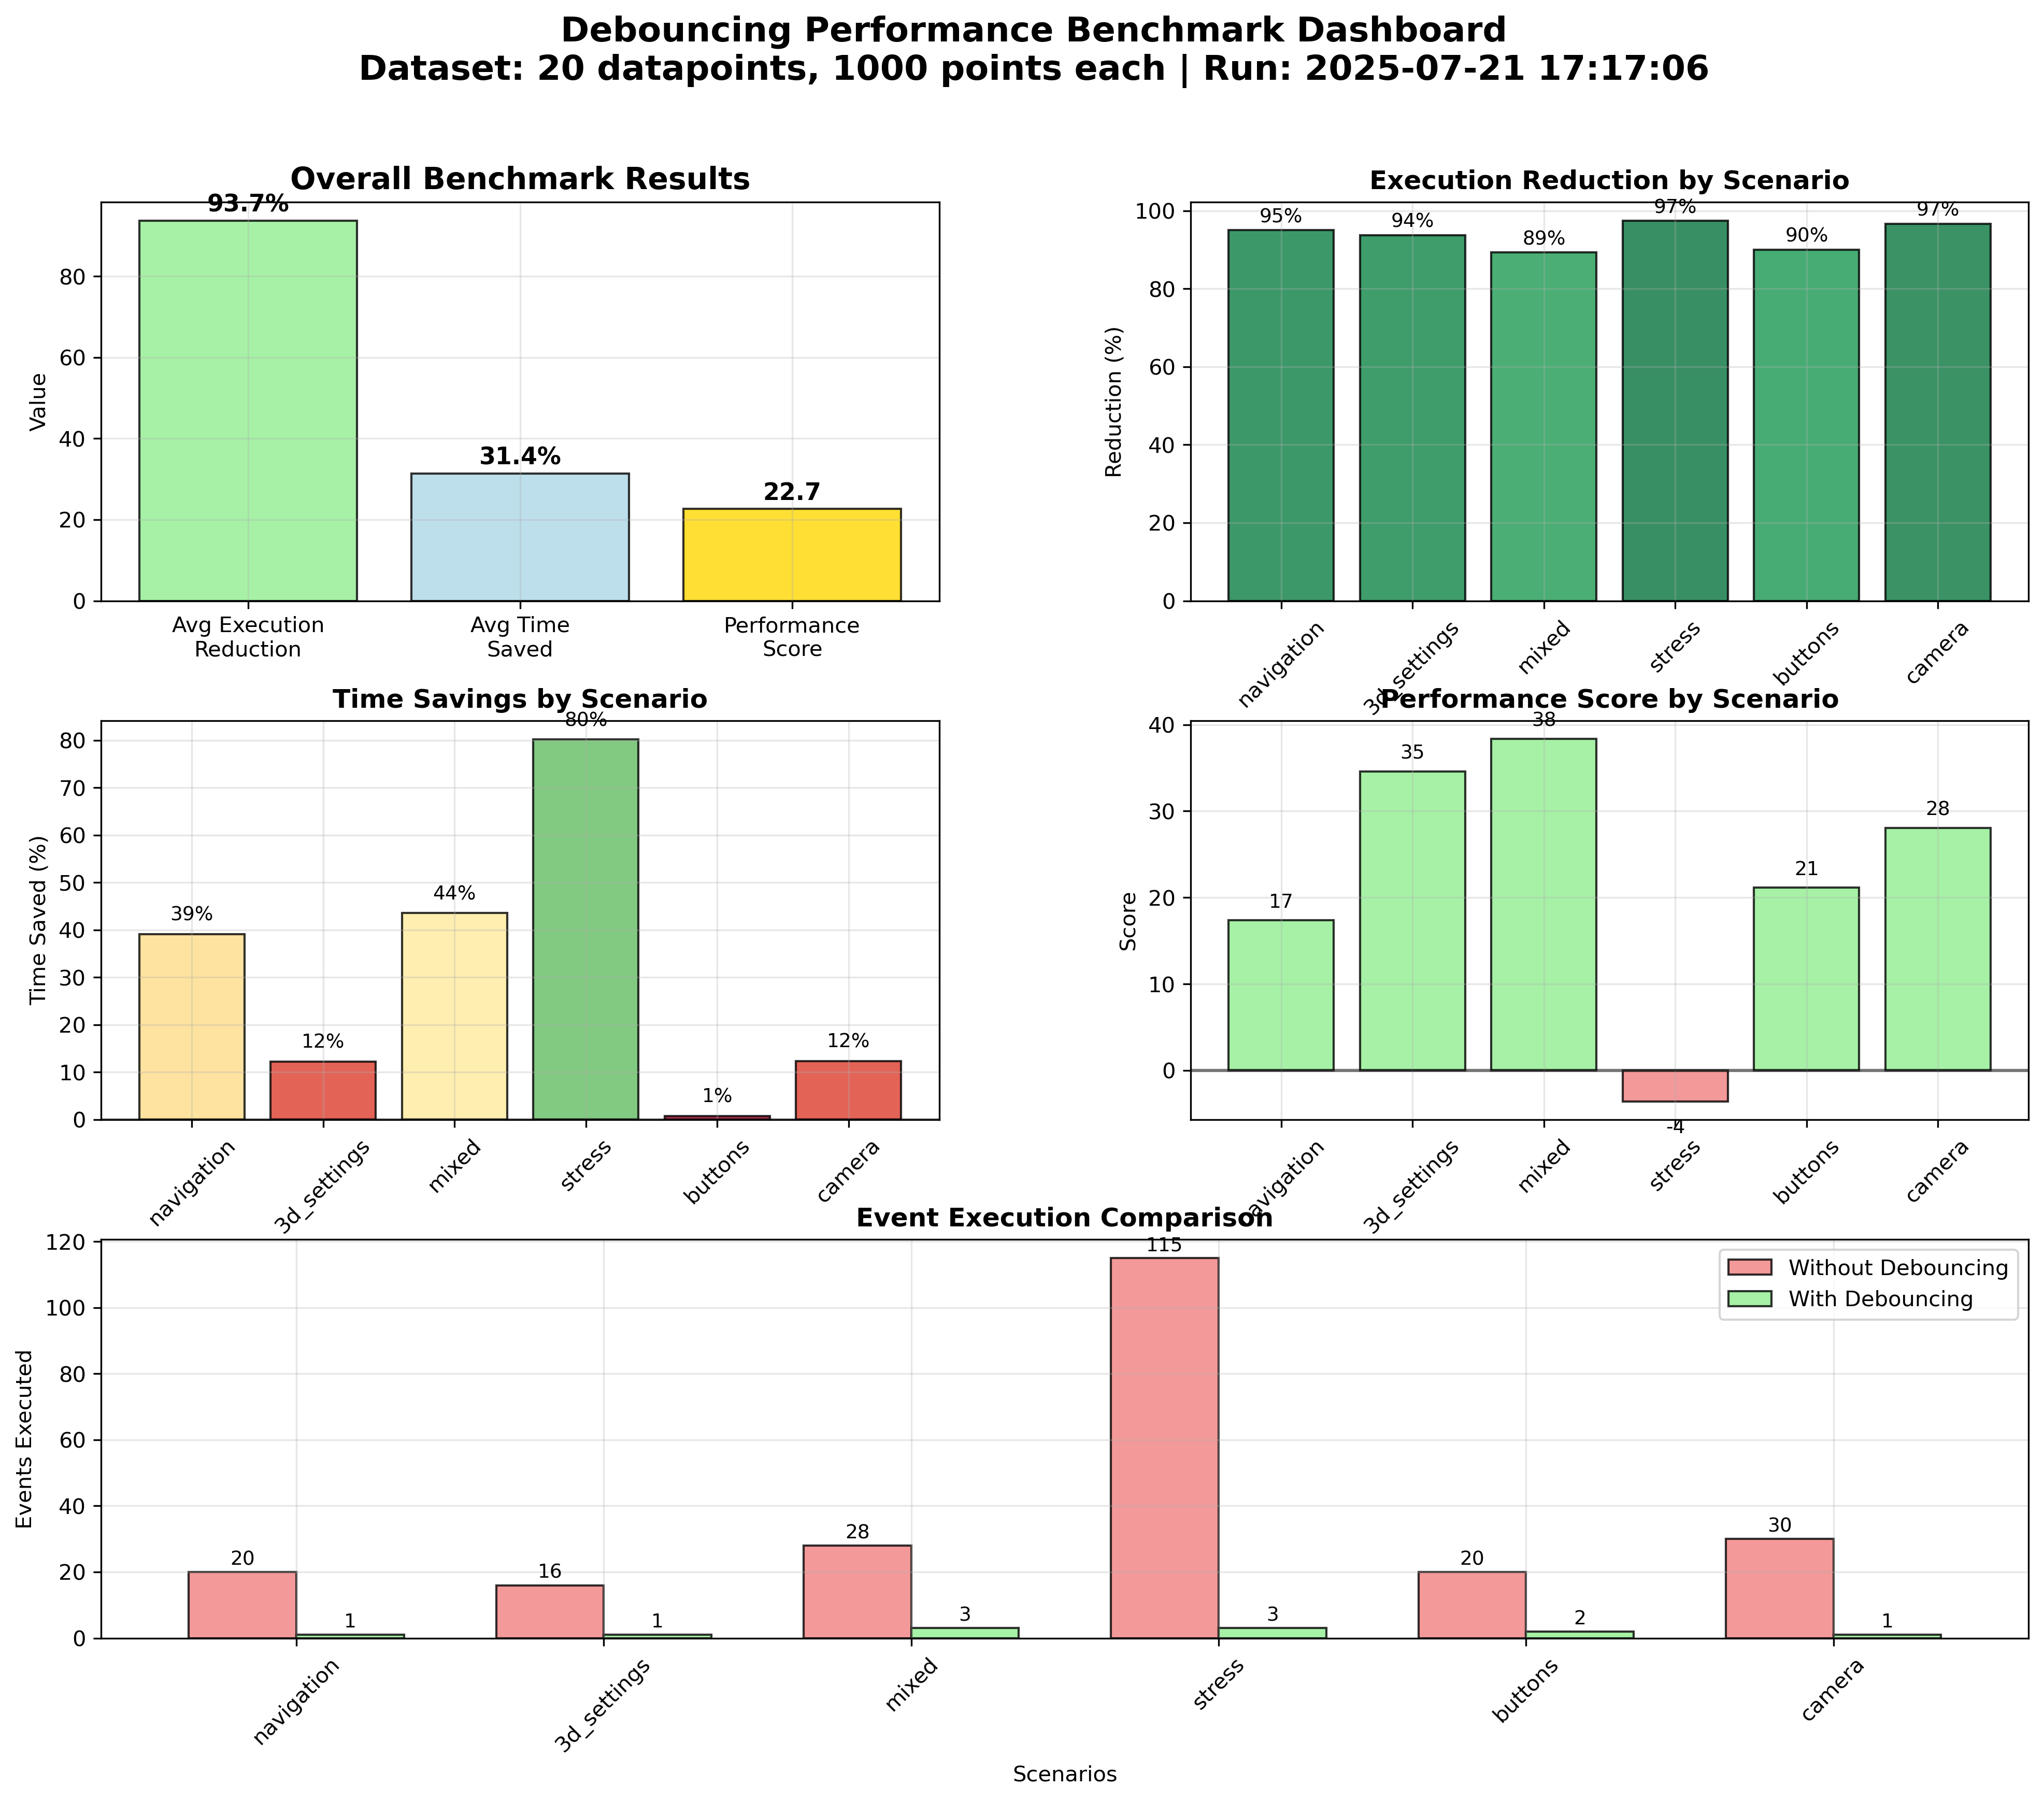 Debouncing Performance Benchmark Dashboard
Dataset: 20 datapoints, 1000 points each | Run: 2025-07-21 17:17:06
Overall Benchmark Results
Value
0
20
40
60
80
93.7%
31.4%
22.7
Avg Execution
Reduction
Avg Time
Saved
Performance
Score
Execution Reduction by Scenario
Reduction (%)
0
20
40
60
80
100
95%
94%
89%
97%
90%
97%
navigation
3d_settings
mixed
stress
buttons
camera
Time Savings by Scenario
Time Saved (%)
0
10
20
30
40
50
60
70
80
39%
12%
44%
80%
1%
12%
navigation
3d_settings
mixed
stress
buttons
camera
Performance Score by Scenario
Score
0
10
20
30
40
17
35
38
-4
21
28
navigation
3d_settings
mixed
stress
buttons
camera
Event Execution Comparison
Events Executed
0
20
40
60
80
100
120
Without Debouncing
With Debouncing
20
1
16
1
28
3
115
3
20
2
30
1
navigation
3d_settings
mixed
stress
buttons
camera
Scenarios